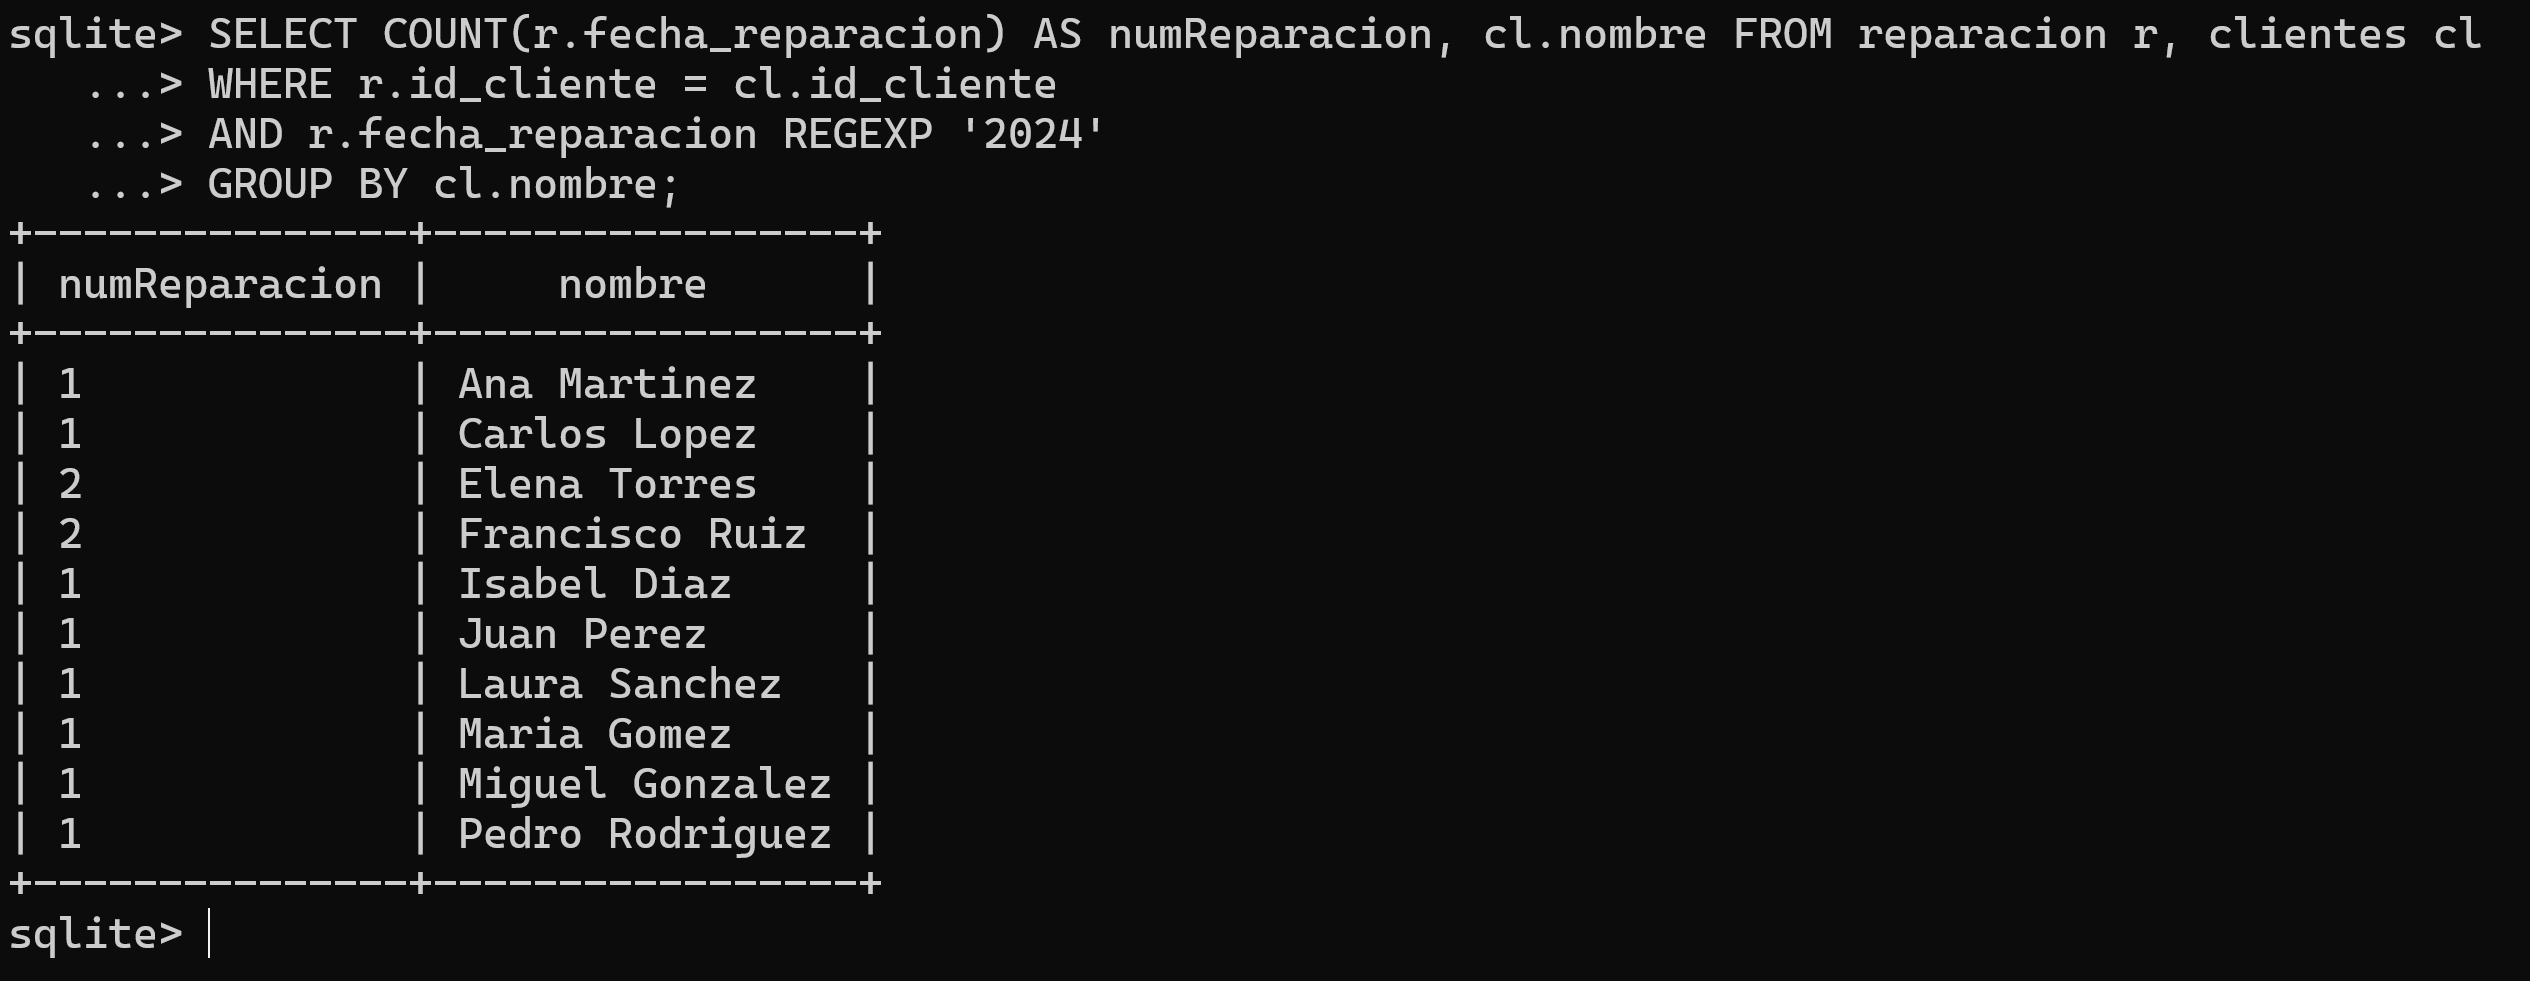 sqlite> SELECT COUNT(r.fecha_reparacion) AS numReparacion, cl.nombre FROM reparacion r, clientes cl
   ...> WHERE r.id_cliente = cl.id_cliente
   ...> AND r.fecha_reparacion REGEXP '2024'
   ...> GROUP BY cl.nombre;
+---------------+-----------------+
| numReparacion |     nombre      |
+---------------+-----------------+
| 1             | Ana Martinez    |
| 1             | Carlos Lopez    |
| 2             | Elena Torres    |
| 2             | Francisco Ruiz  |
| 1             | Isabel Diaz     |
| 1             | Juan Perez      |
| 1             | Laura Sanchez   |
| 1             | Maria Gomez     |
| 1             | Miguel Gonzalez |
| 1             | Pedro Rodriguez |
+---------------+-----------------+
sqlite>